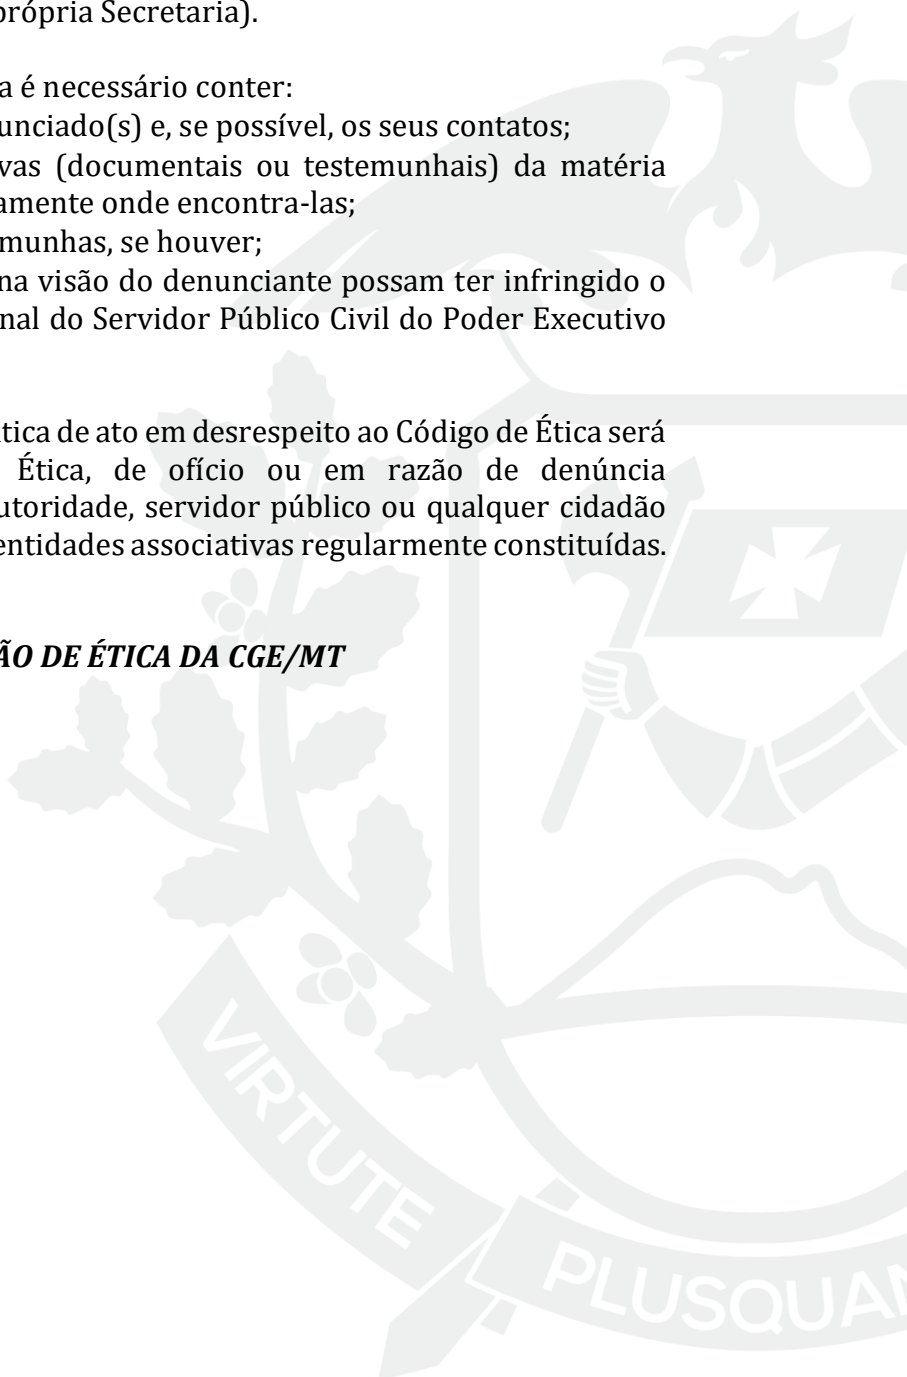 própria Secretaria).
a é necessário conter:
unciado(s) e, se possível, os seus contatos;
vas (documentais ou testemunhais) da matéria
amente onde encontra-las;
munhas, se houver;
na visão do denunciante possam ter infringido o
nal do Servidor Público Civil do Poder Executivo
tica de ato em desrespeito ao Código de Ética será
Ética, de ofício ou em razão de denúncia
utoridade, servidor público ou qualquer cidadão
entidades associativas regularmente constituídas.
ÃO DE ÉTICA DA CGE/MT
VIRTUTE
PLUSQUAM